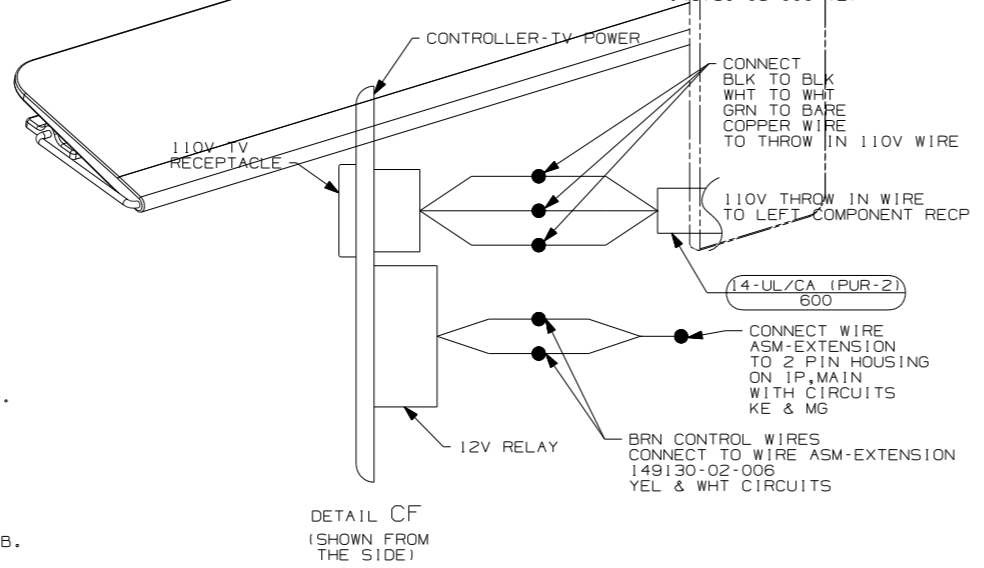 CONTROLLER-TV POWER
CONNECT
BLK TO BLK
WHT TO WHT
GRN TO BARE
COPPER WIRE
TO THROW IN 110V WIRE
110V TV
RECEPTACLE
110V THROW IN WIRE
TO LEFT COMPONENT RECP
14-UL/CA (PUR-2)
600
CONNECT WIRE
ASM-EXTENSION
TO 2 PIN HOUSING
ON IP,MAIN
WITH CIRCUITS
KE & MG
12V RELAY
BRN CONTROL WIRES
CONNECT TO WIRE ASM-EXTENSION
149130-02-006
YEL & WHT CIRCUITS
DETAIL CF
(SHOWN FROM
THE SIDE)
B.